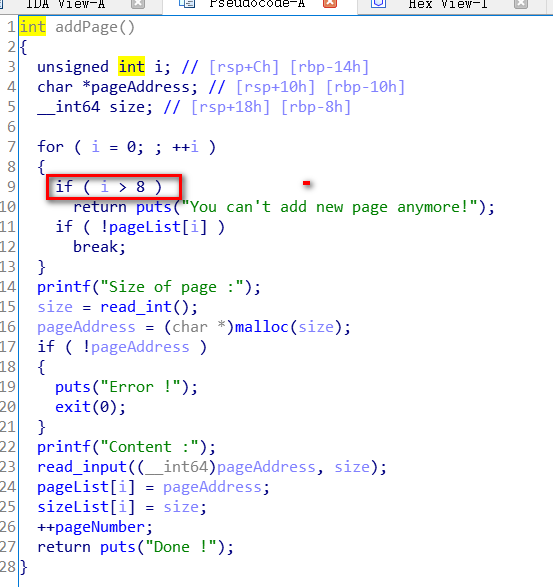 IDA View-A Pseudocode-A Hex View-1
1 int addPage()
2 {
3 unsigned int i; // [rsp+Ch] [rbp-14h]
4 char *pageAddress; // [rsp+10h] [rbp-10h]
5 __int64 size; // [rsp+18h] [rbp-8h]
6
7 for ( i = 0; ; ++i )
8 {
9 if ( i > 8 )
10 return puts("You can't add new page anymore!");
11 if ( !pageList[i] )
12 break;
13 }
14 printf("Size of page :");
15 size = read_int();
16 pageAddress = (char *)malloc(size);
17 if ( !pageAddress )
18 {
19 puts("Error !");
20 exit(0);
21 }
22 printf("Content :");
23 read_input((__int64)pageAddress, size);
24 pageList[i] = pageAddress;
25 sizeList[i] = size;
26 ++pageNumber;
27 return puts("Done !");
28 }